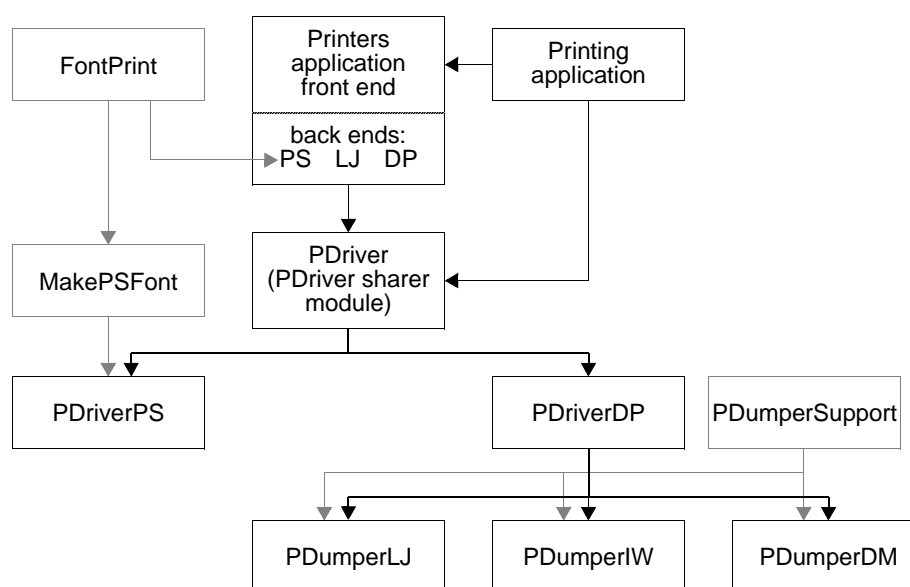 FontPrint
Printers
application
front end
Printing
application
back ends:
PS LJ DP
MakePSFont
PDriver
(PDriver sharer
module)
PDriverPS
PDriverDP
PDumperSupport
PDumperLJ
PDumperIW
PDumperDM